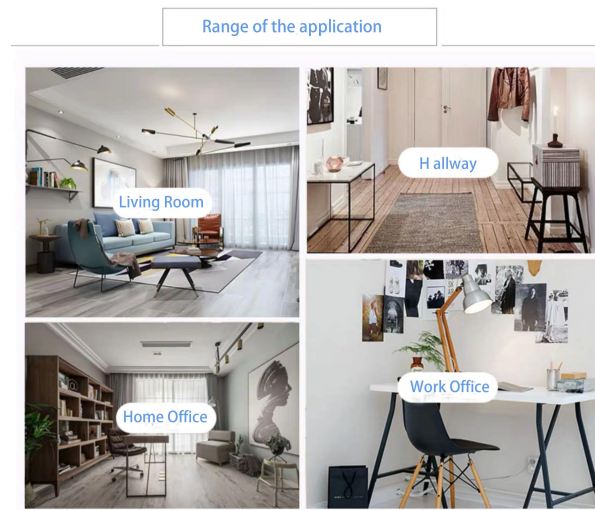 Range of the application
Living Room
H allway
Home Office
Work Office